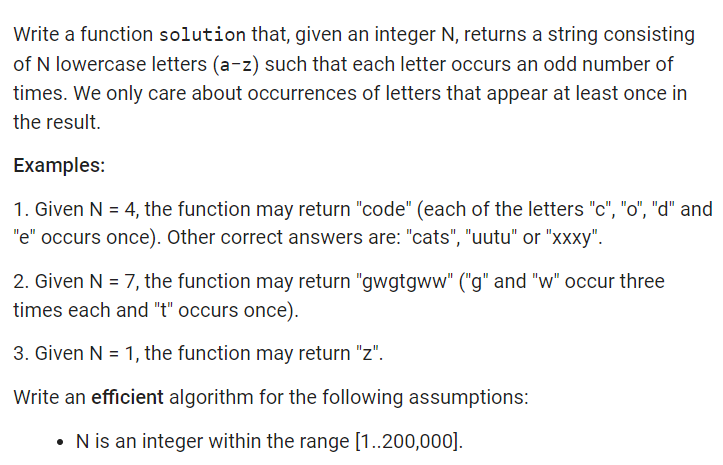 Write a function solution that, given an integer N, returns a string consisting
of N lowercase letters (a-z) such that each letter occurs an odd number of
times. We only care about occurrences of letters that appear at least once in
the result.
Examples:
1. Given N = 4, the function may return "code" (each of the letters "c", "o", "d" and
"e" occurs once). Other correct answers are: "cats", "uutu" or "xxxy".
2. Given N = 7, the function may return "gwgtgww" ("g" and "w" occur three
times each and "t" occurs once).
3. Given N = 1, the function may return "z".
Write an efficient algorithm for the following assumptions:
• N is an integer within the range [1..200,000].